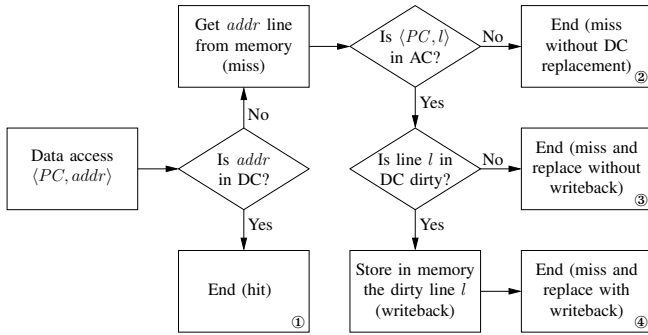 Data access
⟨PC, addr⟩
Is addr
in DC?
Yes
End (hit)
①
No
Get addr line
from memory
(miss)
Is ⟨PC, l⟩
in AC?
No
End (miss
without DC
replacement)
②
Yes
Is line l in
DC dirty?
No
End (miss and
replace without
writeback)
③
Yes
Store in memory
the dirty line l
(writeback)
End (miss and
replace with
writeback)
④